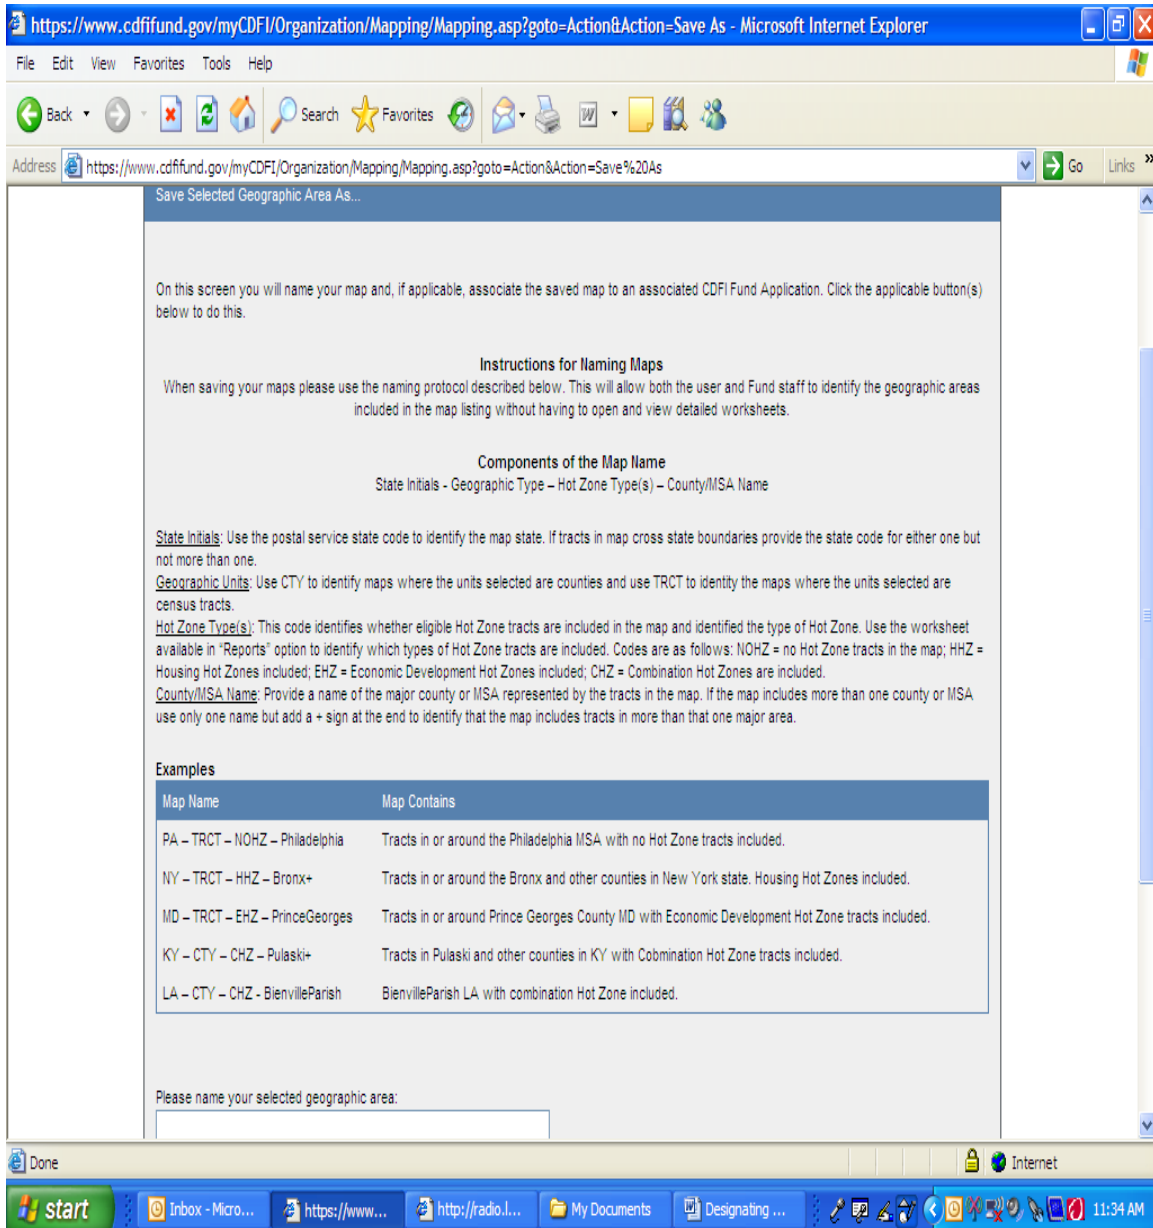 https://www.cdfifund.gov/myCDFI/Organization/Mapping/Mapping.asp?goto=Action&Action=Save As - Microsoft Internet Explorer
File Edit View Favorites Tools Help
Back Search Favorites
Address https://www.cdfifund.gov/myCDFI/Organization/Mapping/Mapping.asp?goto=Action&Action=Save%20As Go Links »
Save Selected Geographic Area As...
On this screen you will name your map and, if applicable, associate the saved map to an associated CDFI Fund Application. Click the applicable button(s)
below to do this.
Instructions for Naming Maps
When saving your maps please use the naming protocol described below. This will allow both the user and Fund staff to identify the geographic areas
included in the map listing without having to open and view detailed worksheets.
Components of the Map Name
State Initials - Geographic Type – Hot Zone Type(s) – County/MSA Name
State Initials: Use the postal service state code to identify the map state. If tracts in map cross state boundaries provide the state code for either one but
not more than one.
Geographic Units: Use CTY to identify maps where the units selected are counties and use TRCT to identity the maps where the units selected are
census tracts.
Hot Zone Type(s): This code identifies whether eligible Hot Zone tracts are included in the map and identified the type of Hot Zone. Use the worksheet
available in “Reports” option to identify which types of Hot Zone tracts are included. Codes are as follows: NOHZ = no Hot Zone tracts in the map; HHZ =
Housing Hot Zones included; EHZ = Economic Development Hot Zones included; CHZ = Combination Hot Zones are included.
County/MSA Name: Provide a name of the major county or MSA represented by the tracts in the map. If the map includes more than one county or MSA
use only one name but add a + sign at the end to identify that the map includes tracts in more than that one major area.
Examples
Map Name Map Contains
PA – TRCT – NOHZ – Philadelphia Tracts in or around the Philadelphia MSA with no Hot Zone tracts included.
NY – TRCT – HHZ – Bronx+ Tracts in or around the Bronx and other counties in New York state. Housing Hot Zones included.
MD – TRCT – EHZ – PrinceGeorges Tracts in or around Prince Georges County MD with Economic Development Hot Zone tracts included.
KY – CTY – CHZ – Pulaski+ Tracts in Pulaski and other counties in KY with Cobmination Hot Zone tracts included.
LA – CTY – CHZ - BienvilleParish BienvilleParish LA with combination Hot Zone included.
Please name your selected geographic area:
Done Internet
start Inbox - Micro... https://www... http://radio.l... My Documents Designating ... 11:34 AM